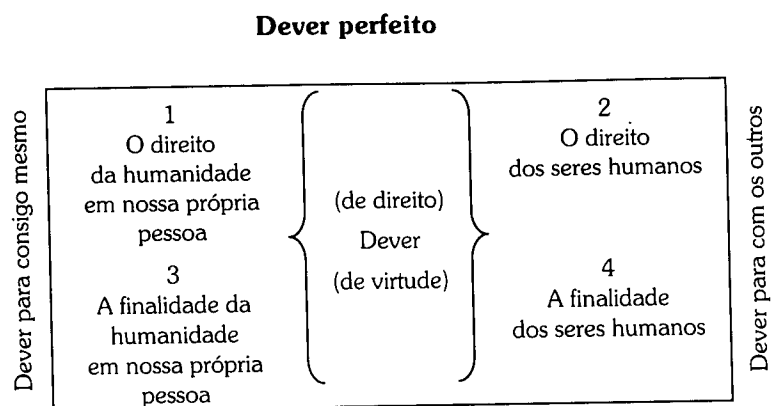 Dever perfeito
Dever para consigo mesmo
1
O direito
da humanidade
em nossa própria
pessoa
3
A finalidade da
humanidade
em nossa própria
pessoa
(de direito)
Dever
(de virtude)
2
O direito
dos seres humanos
4
A finalidade
dos seres humanos
Dever para com os outros